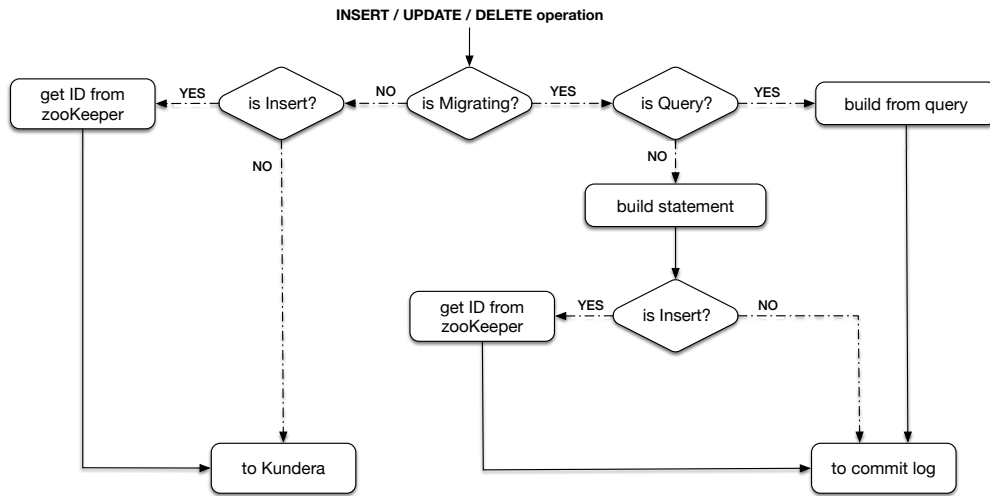 INSERT / UPDATE / DELETE operation
get ID from
zooKeeper
YES
is Insert?
NO
is Migrating?
YES
is Query?
YES
build from query
NO
NO
build statement
get ID from
zooKeeper
YES
is Insert?
NO
to Kundera
to commit log